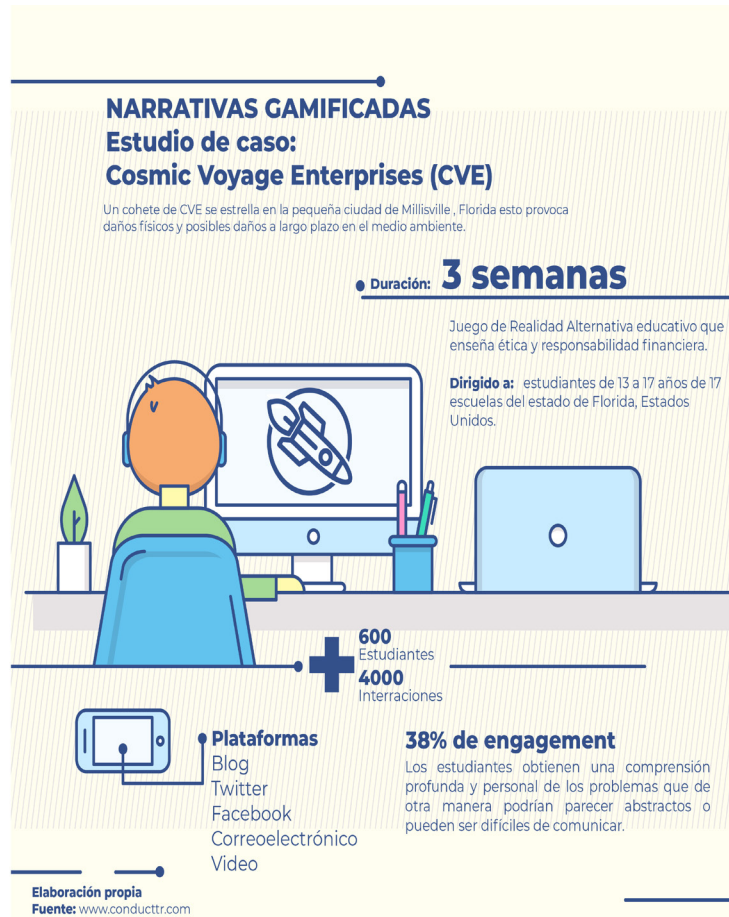 NARRATIVAS GAMIFICADAS
Estudio de caso:
Cosmic Voyage Enterprises (CVE)
Un cohete de CVE se estrella en la pequeña ciudad de Millisville , Florida esto provoca
daños físicos y posibles daños a largo plazo en el medio ambiente.
Duración: 3 semanas
Juego de Realidad Alternativa educativo que
enseña ética y responsabilidad financiera.
Dirigido a: estudiantes de 13 a 17 años de 17
escuelas del estado de Florida, Estados
Unidos.
600
Estudiantes
4000
Interraciones
Plataformas
Blog
Twitter
Facebook
Correoelectrónico
Video
38% de engagement
Los estudiantes obtienen una comprensión
profunda y personal de los problemas que de
otra manera podrían parecer abstractos o
pueden ser difíciles de comunicar.
Elaboración propia
Fuente: www.conducttr.com